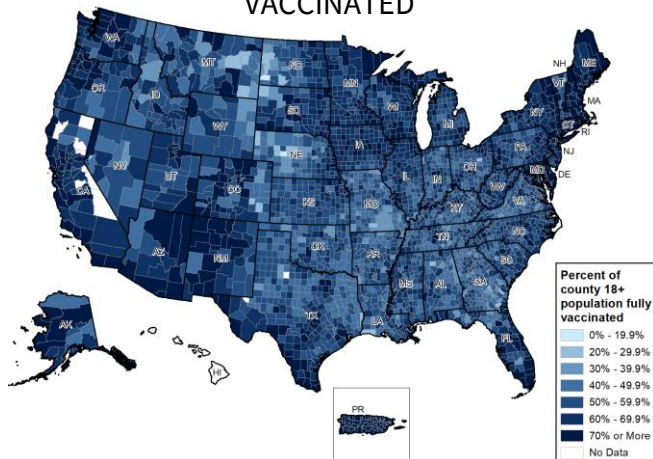 VACCINATED
WA
MT
ND
MN
OR
ID
SD
WI
WY
MI
NH
ME
VT
NY
MA
CT
RI
NV
NE
IA
PA
NJ
UT
CO
IL
IN
OH
MD
DE
CA
KS
MO
WV
VA
KY
AZ
NM
OK
AR
TN
NC
SC
MS
AL
GA
TX
LA
FL
AK
HI
PR
Percent of
county 18+
population fully
vaccinated
0% - 19.9%
20% - 29.9%
30% - 39.9%
40% - 49.9%
50% - 59.9%
60% - 69.9%
70% or More
No Data